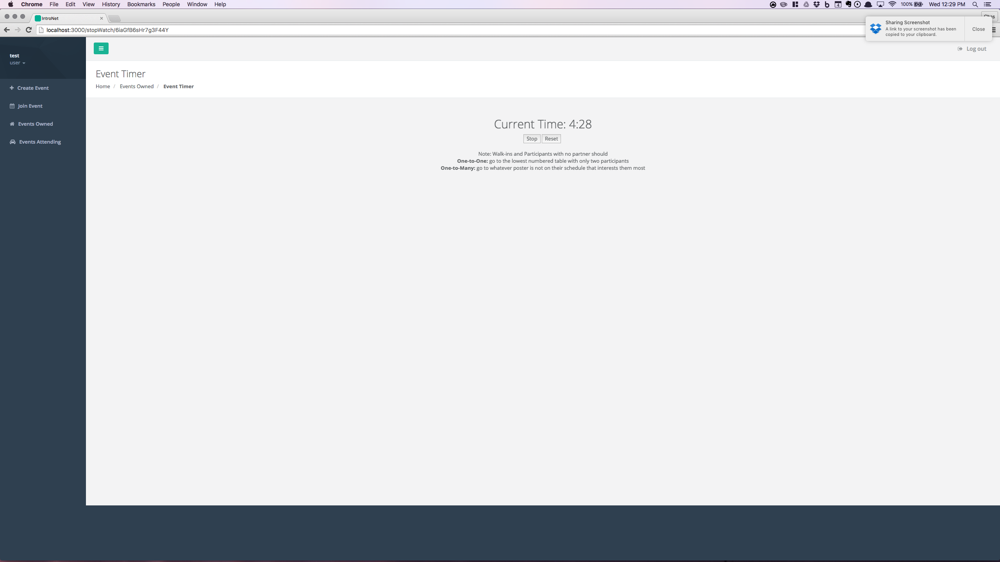 Chrome File Edit View History Bookmarks People Window Help
100% Wed 12:29 PM
IntroNet
localhost:3000/stopWatch/6iaGfB6sHr7g3F44Y
Sharing Screenshot
A link to your screenshot has been
copied to your clipboard.
Close
Log out
test
user
Create Event
Join Event
Events Owned
Events Attending
Event Timer
Home / Events Owned / Event Timer
Current Time: 4:28
Stop Reset
Note: Walk-ins and Participants with no partner should
One-to-One: go to the lowest numbered table with only two participants
One-to-Many: go to whatever poster is not on their schedule that interests them most